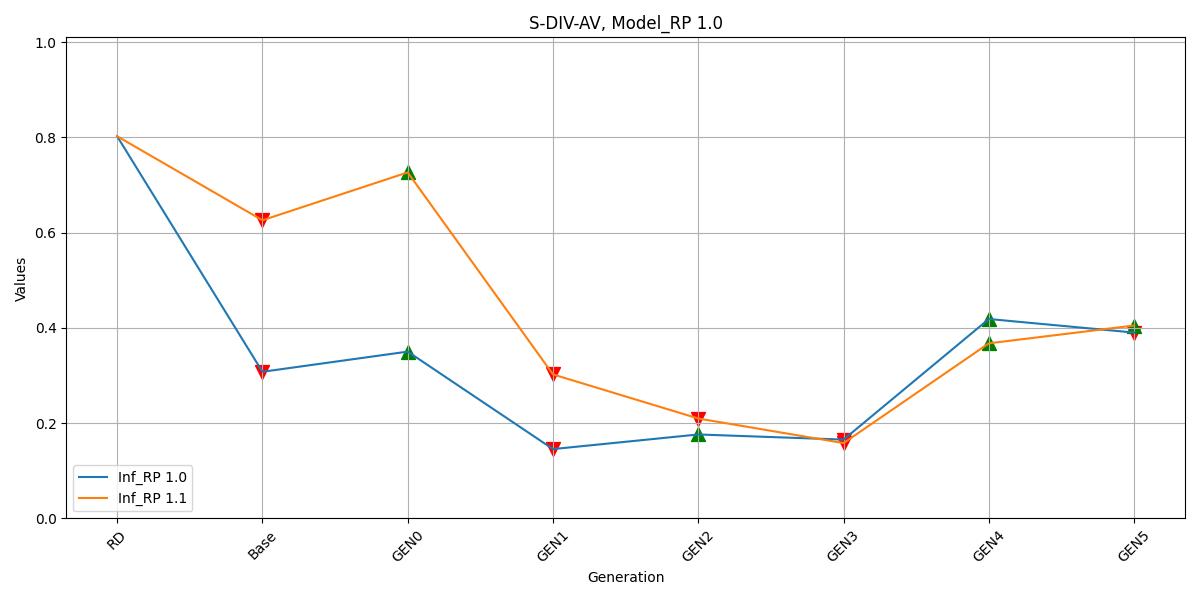 S-DIV-AV, Model_RP 1.0
1.0
0.8
0.6
0.4
0.2
0.0
Values
Inf_RP 1.0
Inf_RP 1.1
RD
Base
GEN0
GEN1
GEN2
GEN3
GEN4
GEN5
Generation